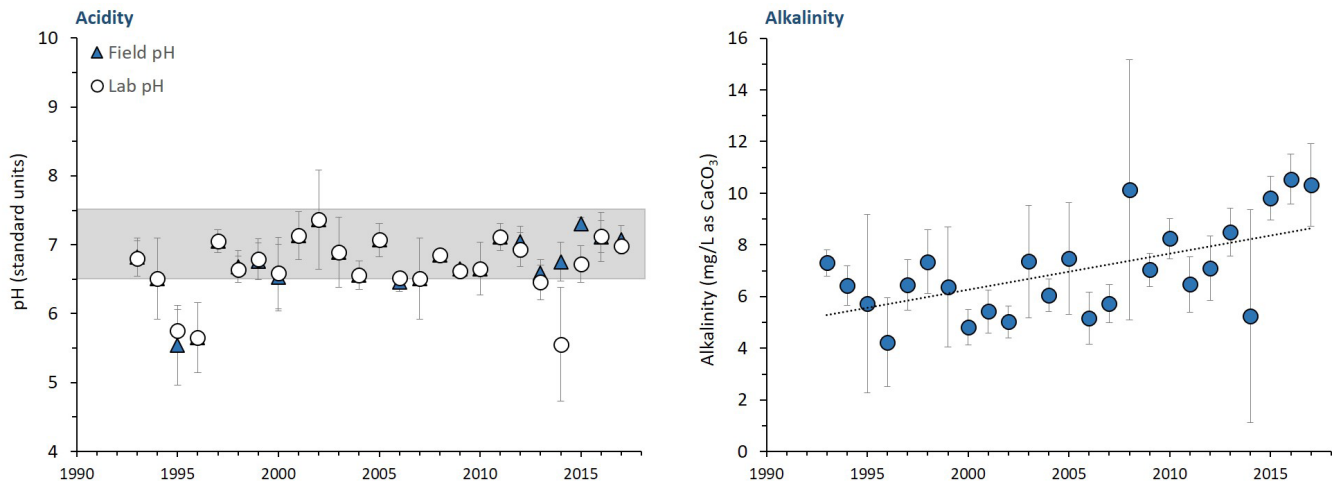 Acidity
10
9
8
7
6
5
4
1990 1995 2000 2005 2010 2015
pH (standard units)
Field pH
Lab pH
Alkalinity
16
14
12
10
8
6
4
2
0
1990 1995 2000 2005 2010 2015
Alkalinity (mg/L as CaCO₃)